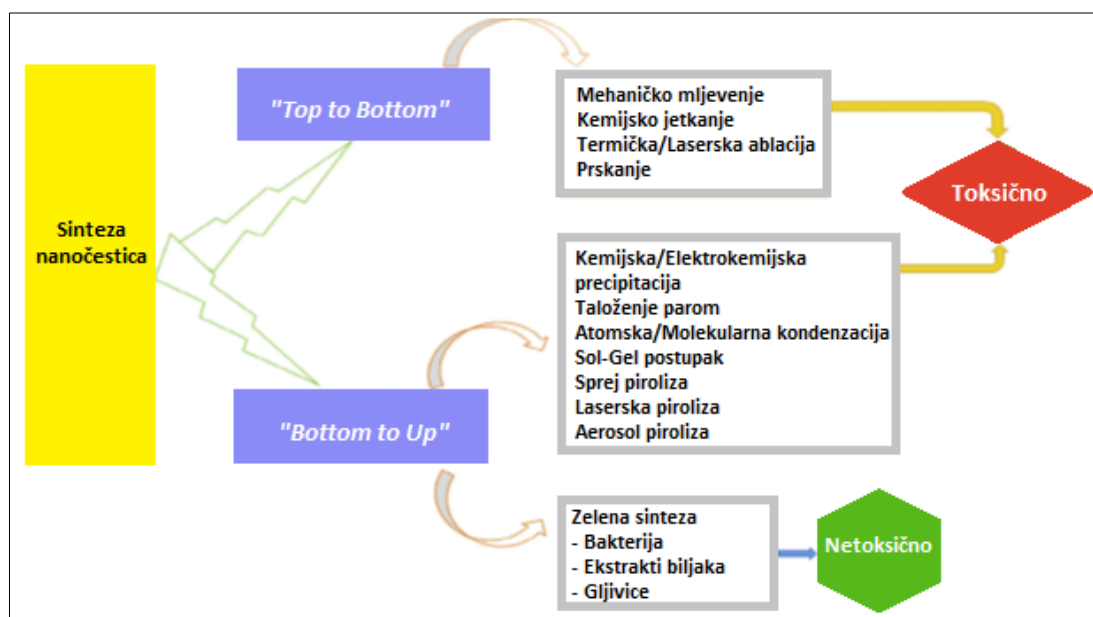 Sinteza
nanočestica
"Top to Bottom"
Mehaničko mljevenje
Kemijsko jetkanje
Termička/Laserska ablacija
Prskanje
Toksično
"Bottom to Up"
Kemijska/Elektrokemijska
precipitacija
Taloženje parom
Atomska/Molekularna kondenzacija
Sol-Gel postupak
Sprej piroliza
Laserska piroliza
Aerosol piroliza
Zelena sinteza
- Bakterija
- Ekstrakti biljaka
- Gljivice
Netoksično